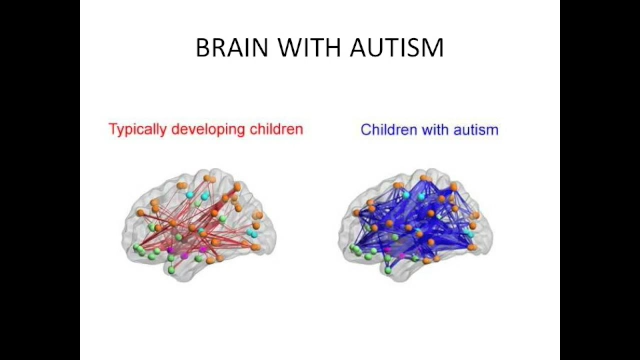 BRAIN WITH AUTISM
Typically developing children
Children with autism